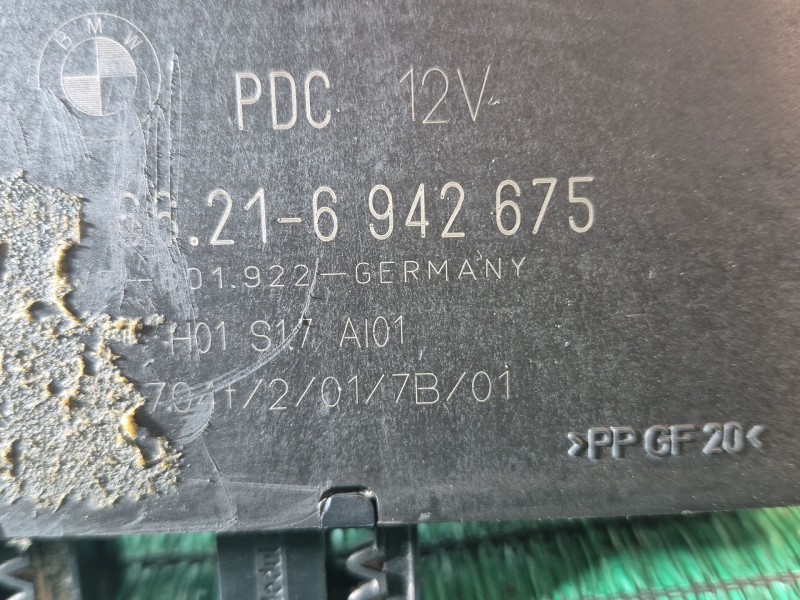 BMW
PDC 12V
66.21-6 942 675
01.922-GERMANY
H01 S17 AI01
/2/01/7B/01
>PP GF 20<